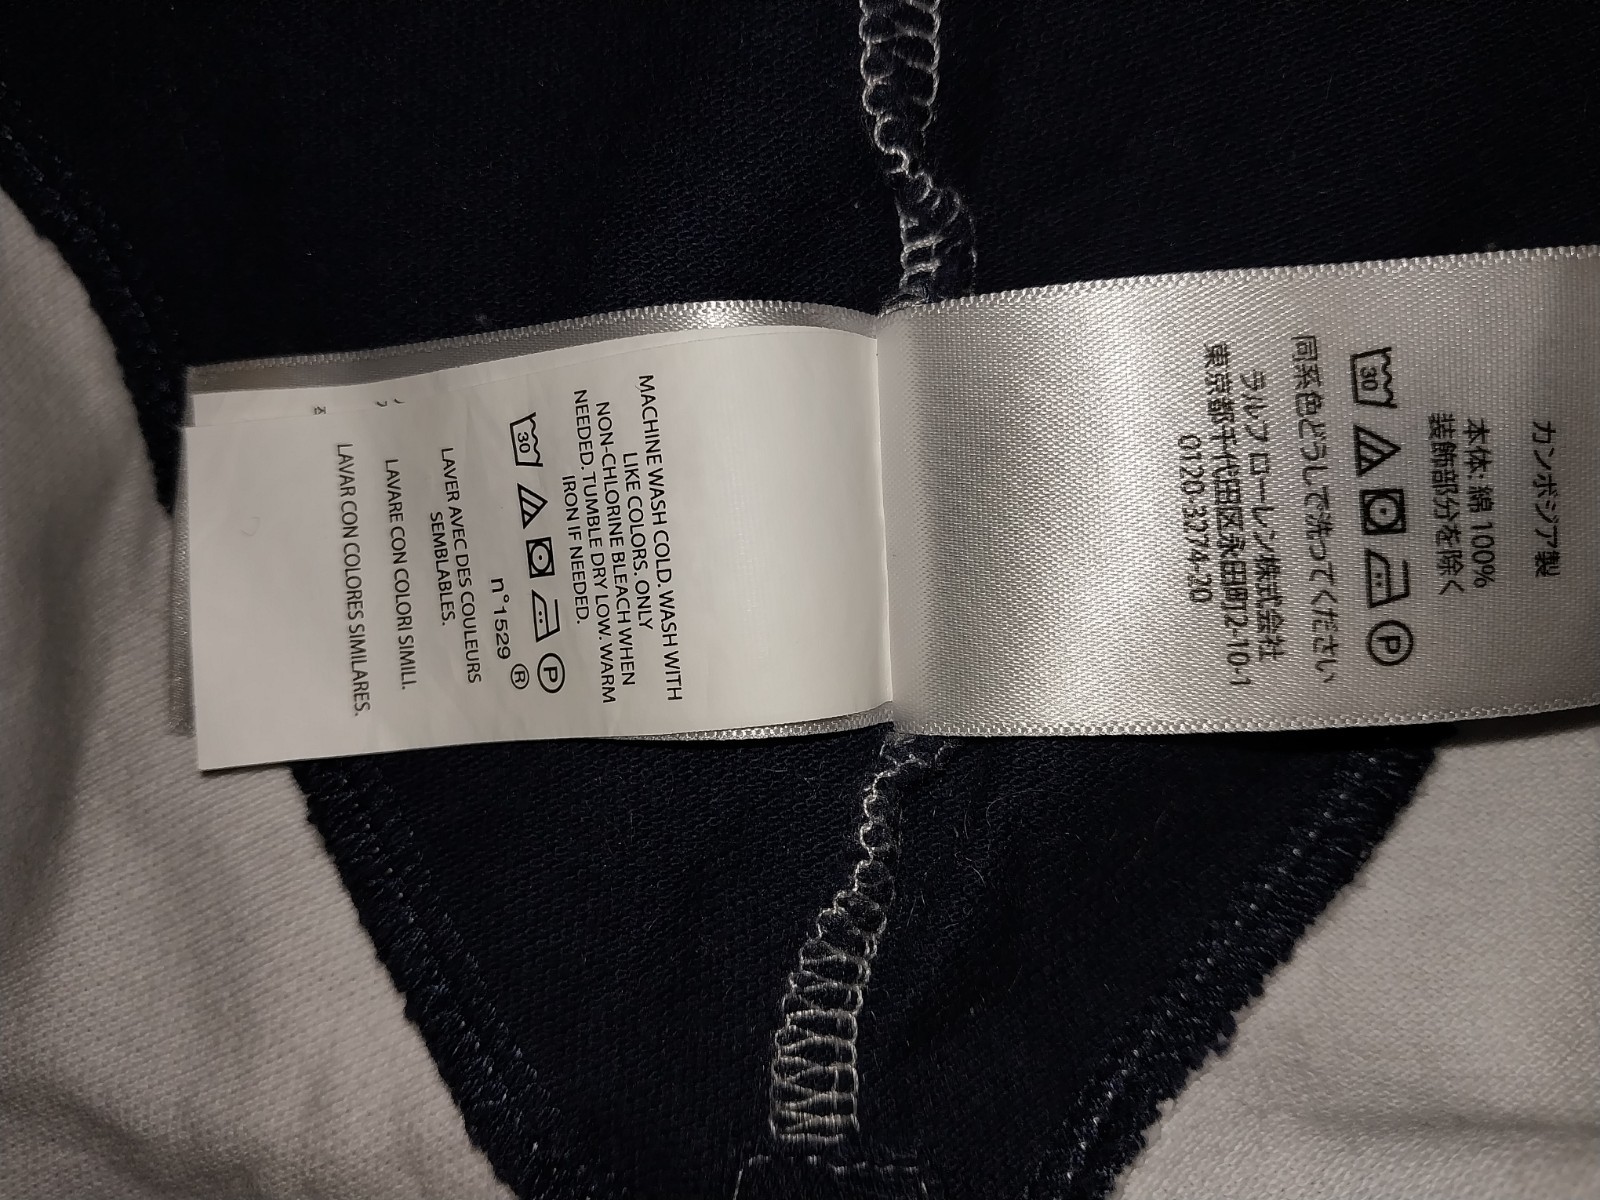 MACHINE WASH COLD. WASH WITH
LIKE COLORS. ONLY
NON-CHLORINE BLEACH WHEN
NEEDED. TUMBLE DRY LOW. WARM
IRON IF NEEDED.
30 P ®
n°1529
LAVER AVEC DES COULEURS
SEMBLABLES.
LAVARE CON COLORI SIMILI.
LAVAR CON COLORES SIMILARES.
カンボジア製
本体: 綿 100%
装飾部分を除く
30 P
同系色どうしで洗ってください
ラルフ ローレン株式会社
東京都千代田区永田町2-10-1
0120-3274-20